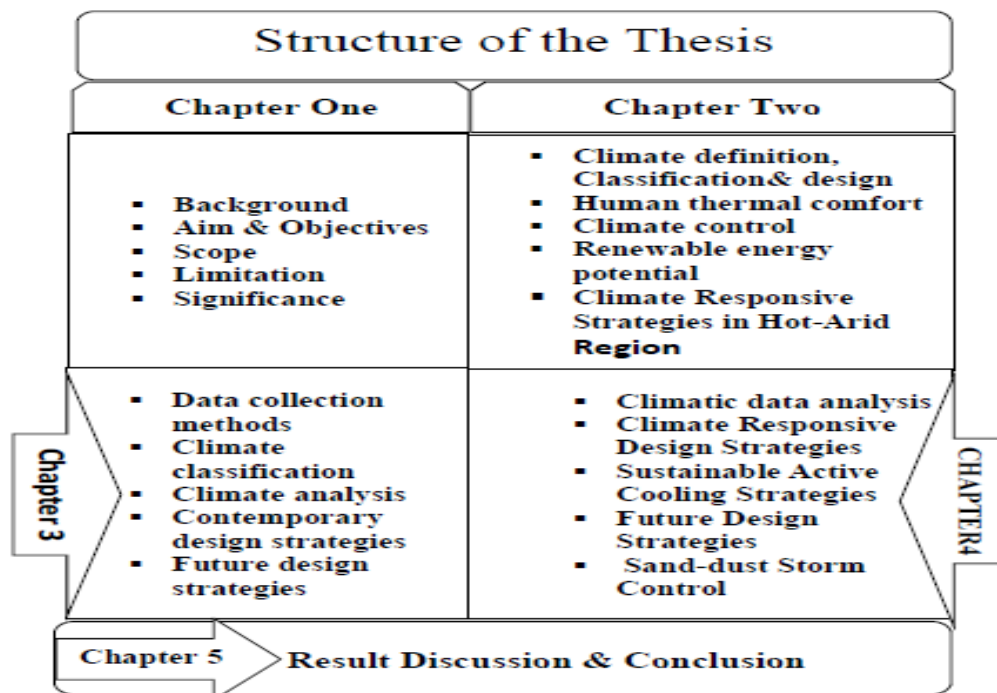 Structure of the Thesis
Chapter One
▪ Background
▪ Aim & Objectives
▪ Scope
▪ Limitation
▪ Significance
Chapter Two
▪ Climate definition,
Classification& design
▪ Human thermal comfort
▪ Climate control
▪ Renewable energy
potential
▪ Climate Responsive
Strategies in Hot-Arid
Region
Chapter 3
▪ Data collection
methods
▪ Climate
classification
▪ Climate analysis
▪ Contemporary
design strategies
▪ Future design
strategies
▪ Climatic data analysis
▪ Climate Responsive
Design Strategies
▪ Sustainable Active
Cooling Strategies
▪ Future Design
Strategies
▪ Sand-dust Storm
Control
CHAPTER4
Chapter 5
Result Discussion & Conclusion